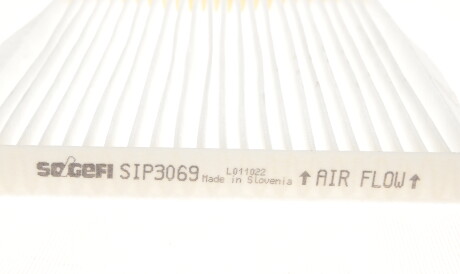 SOGEFI SIP3069 L011022
Made in Slovenia ↑ AIR FLOW ↑